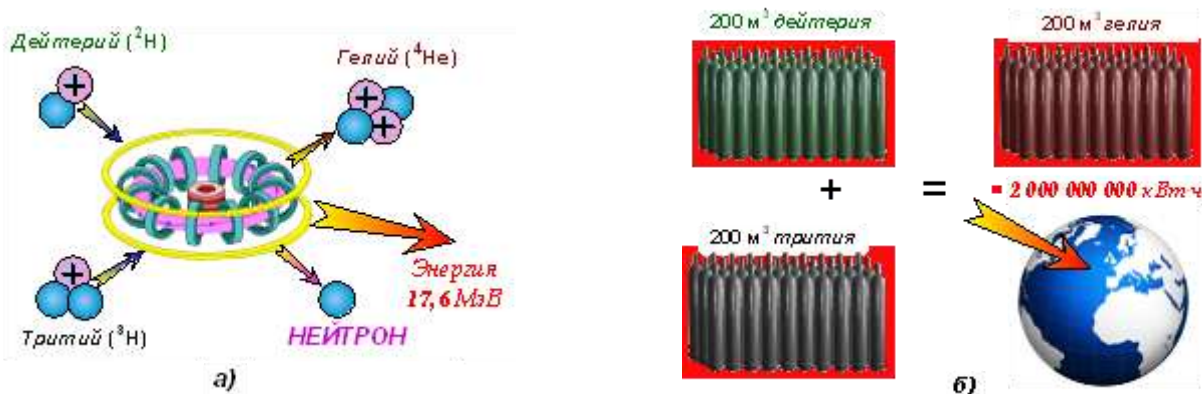 Дейтерий (²H)
Гелий (⁴He)
Тритий (³H)
НЕЙТРОН
Энергия
17,6 МэВ
а)
200 м³ дейтерия
200 м³ гелия
+
=
2 000 000 000 кВт·ч
200 м³ трития
б)